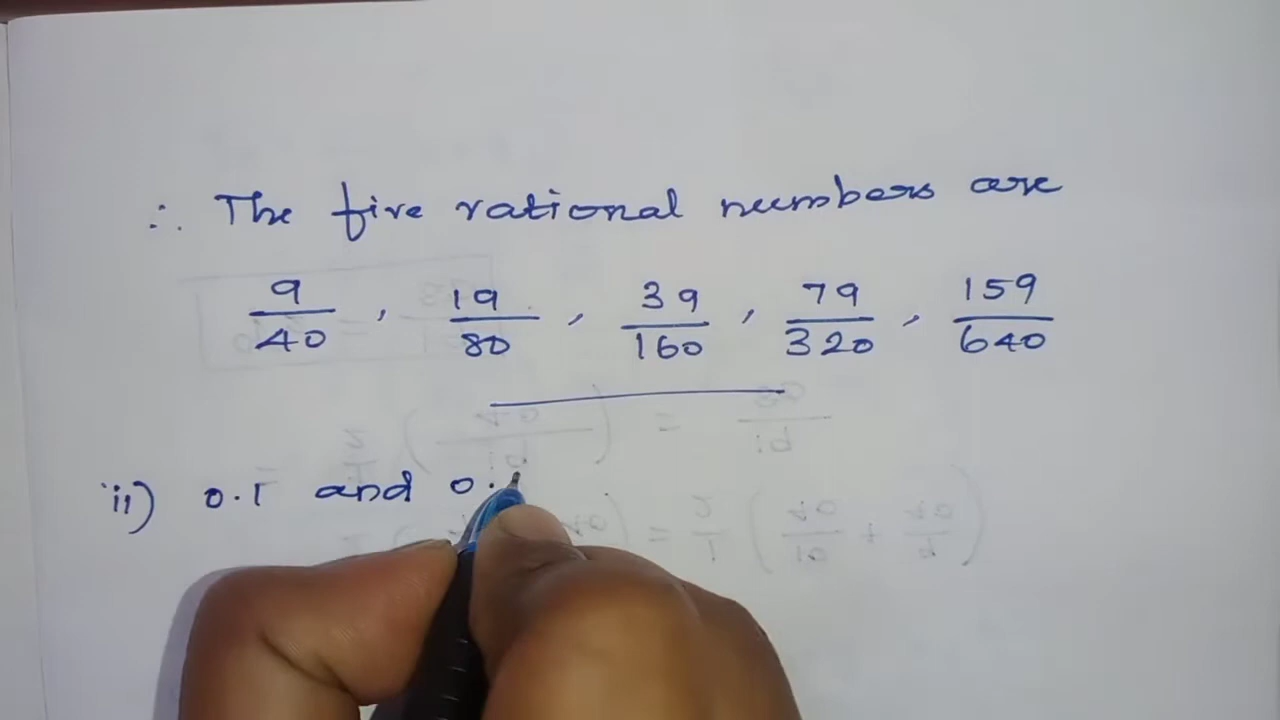 ∴ The five rational numbers are
9/40 , 19/80 , 39/160 , 79/320 , 159/640
ii) 0.1 and 0.